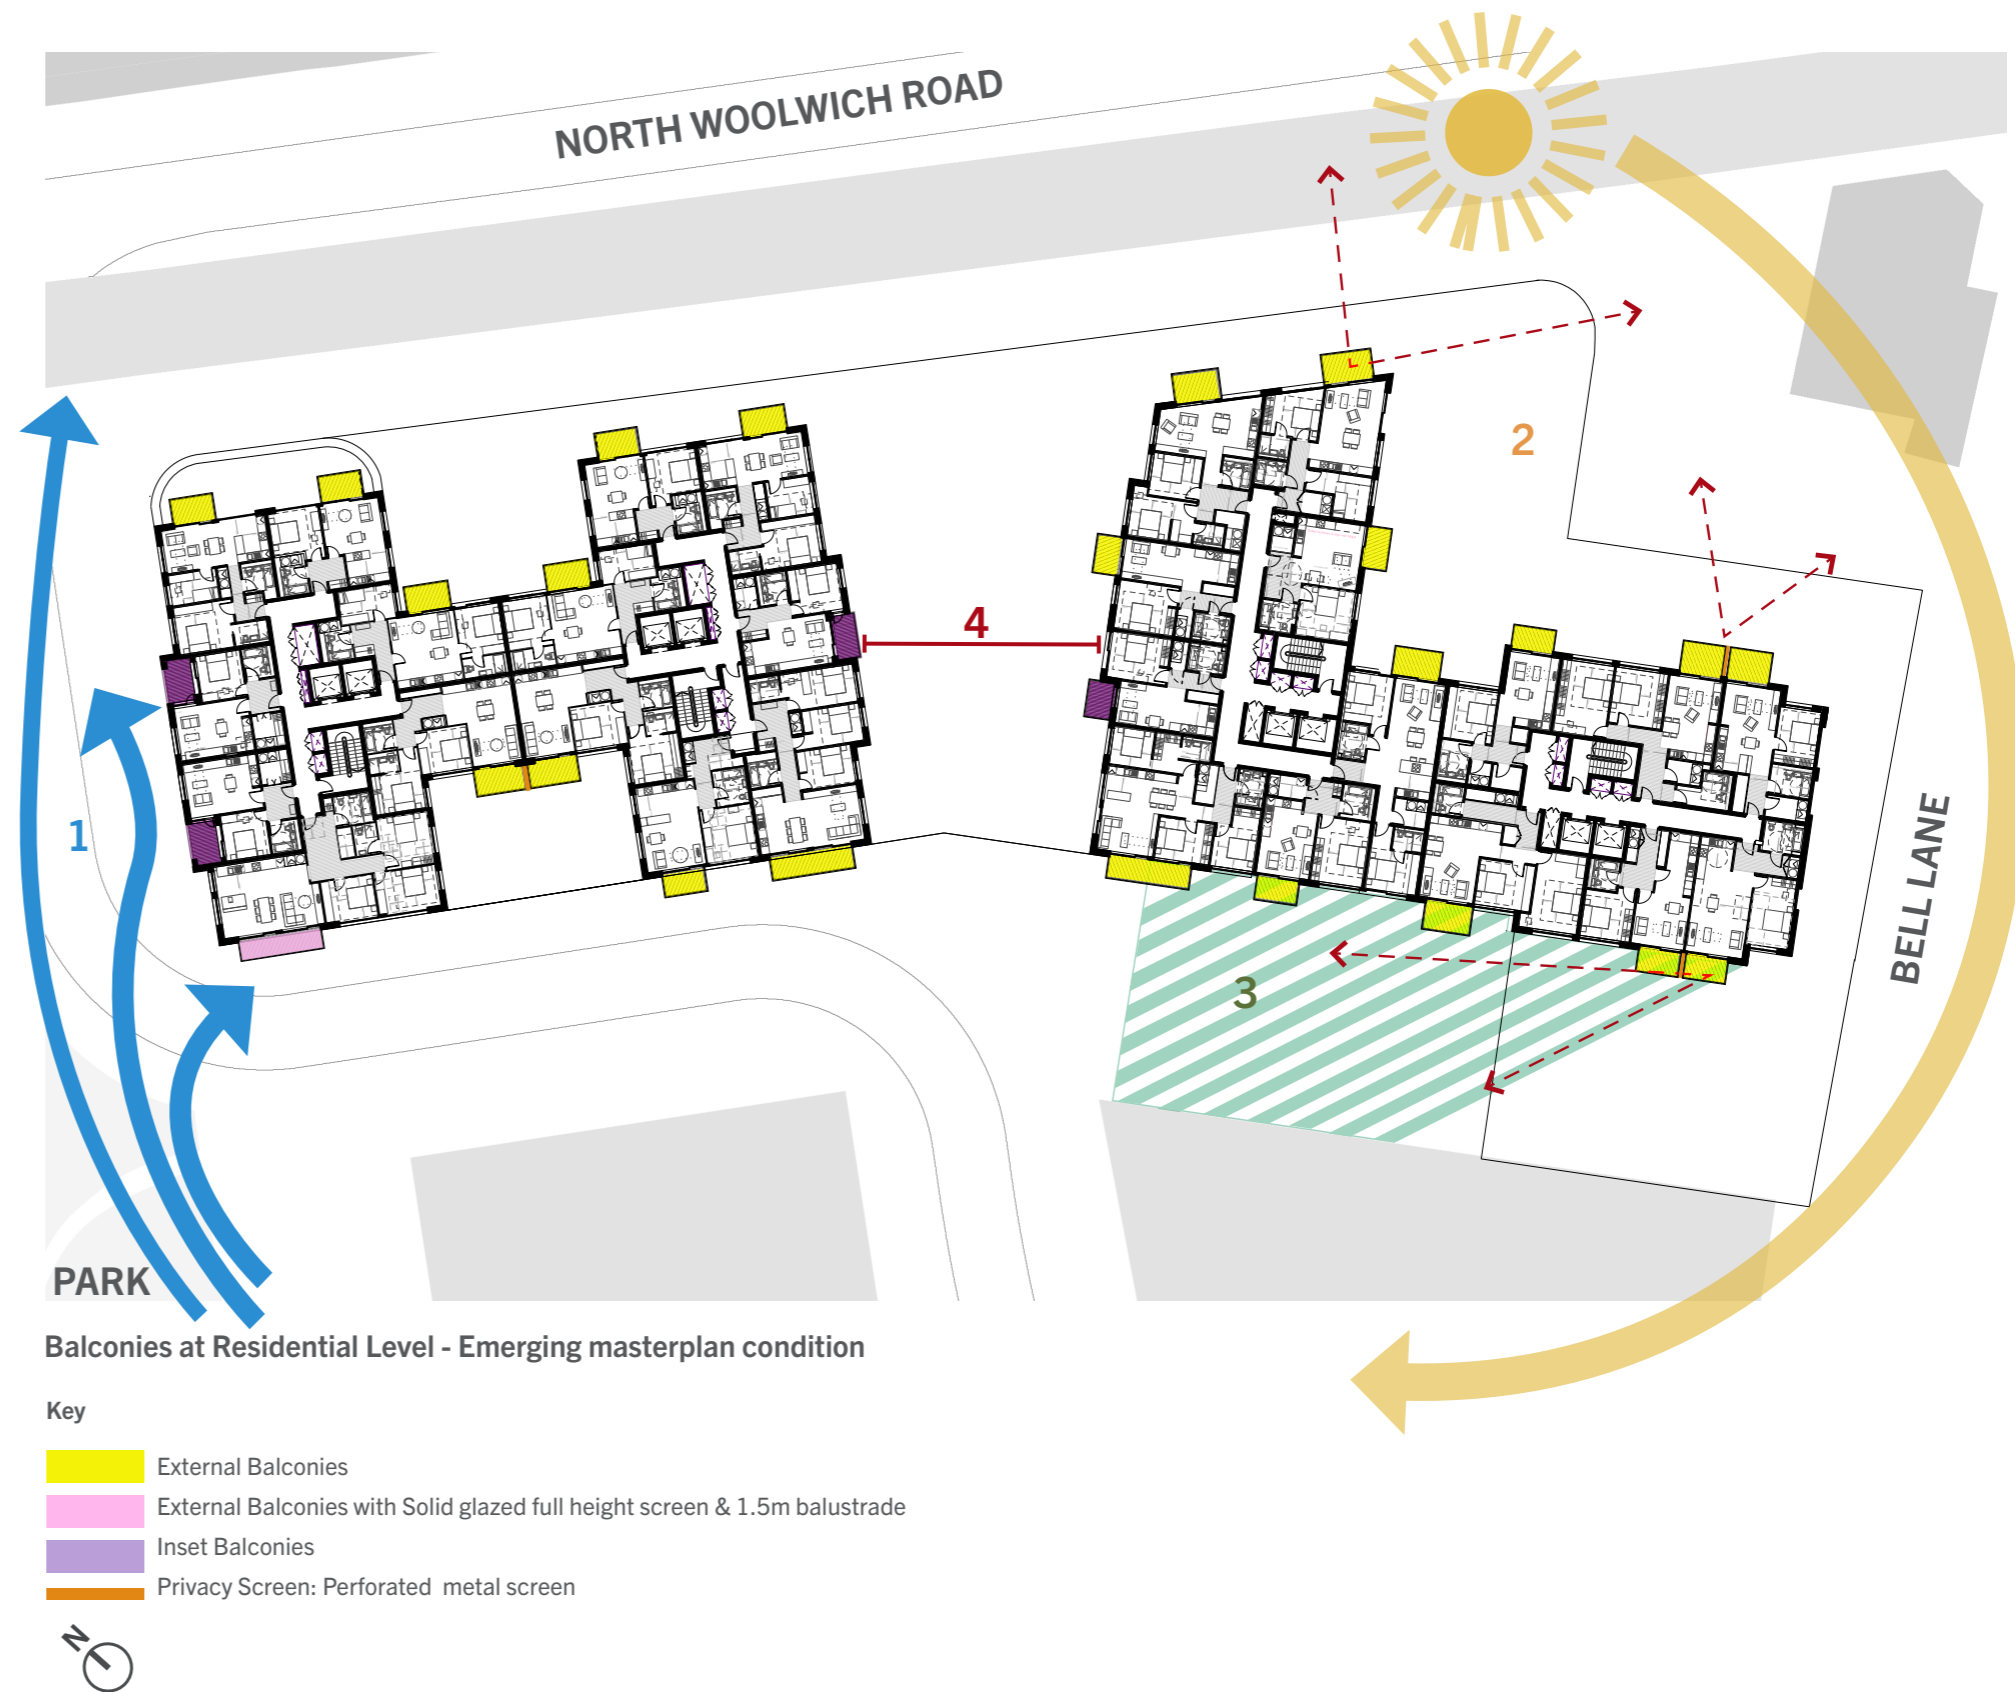 NORTH WOOLWICH ROAD
2
4
1
BELL LANE
3
PARK
Balconies at Residential Level - Emerging masterplan condition
Key
External Balconies
External Balconies with Solid glazed full height screen & 1.5m balustrade
Inset Balconies
Privacy Screen: Perforated metal screen
N